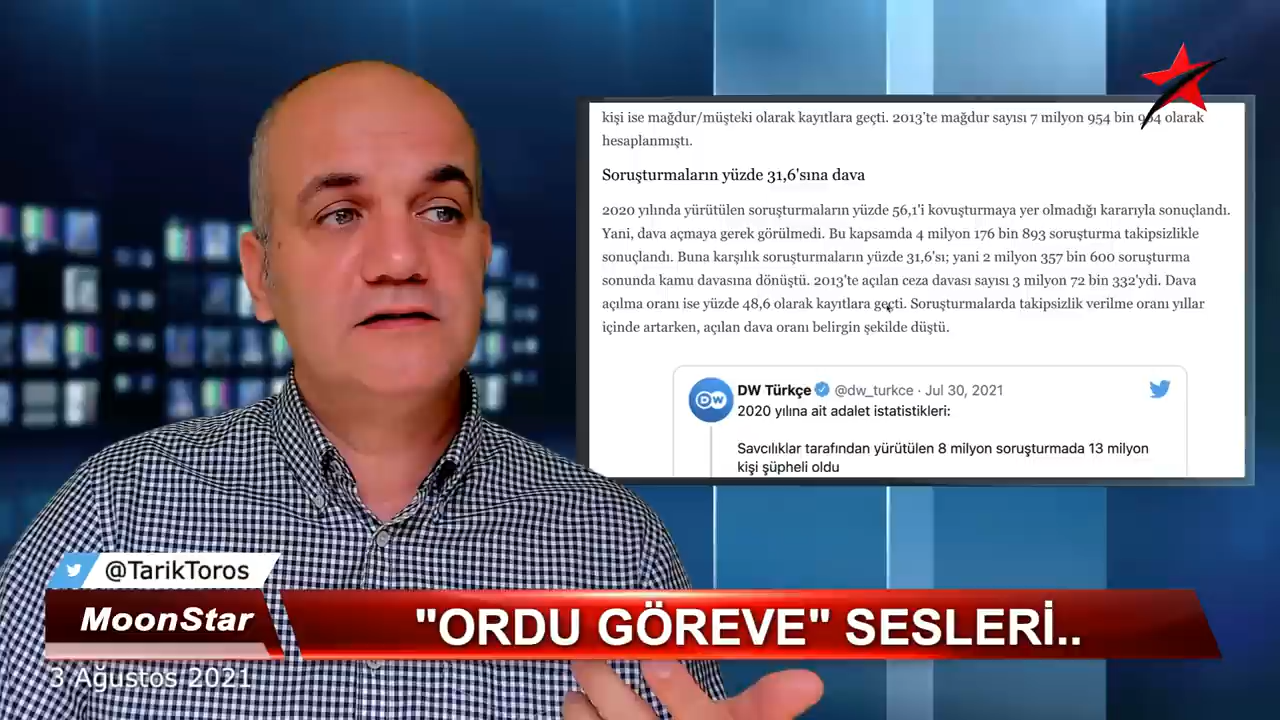 kişi ise mağdur/müşteki olarak kayıtlara geçti. 2013'te mağdur sayısı 7 milyon 954 bin olarak
hesaplanmıştı.
Soruşturmaların yüzde 31,6'sına dava
2020 yılında yürütülen soruşturmaların yüzde 56,1'i kovuşturmaya yer olmadığı kararıyla sonuçlandı.
Yani, dava açmaya gerek görülmedi. Bu kapsamda 4 milyon 176 bin 893 soruşturma takipsizlikle
sonuçlandı. Buna karşılık soruşturmaların yüzde 31,6'sı; yani 2 milyon 357 bin 600 soruşturma
sonunda kamu davasına dönüştü. 2013'te açılan ceza davası sayısı 3 milyon 72 bin 332'ydi. Dava
açılma oranı ise yüzde 48,6 olarak kayıtlara geçti. Soruşturmalarda takipsizlik verilme oranı yıllar
içinde artarken, açılan dava oranı belirgin şekilde düştü.
DW
DW Türkçe @dw_turkce · Jul 30, 2021
2020 yılına ait adalet istatistikleri:
Savcılıklar tarafından yürütülen 8 milyon soruşturmada 13 milyon
kişi şüpheli oldu
@TarikToros
MoonStar
"ORDU GÖREVE" SESLERİ..
3 Ağustos 2021